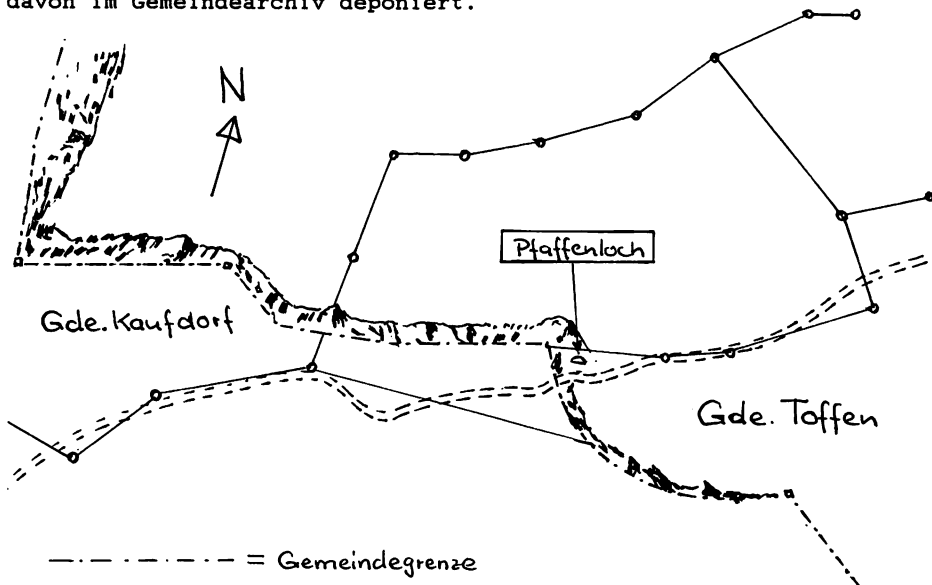 davon im Gemeindearchiv deponiert.
N
Pfaffenloch
Gde. Kaufdorf
Gde. Toffen
= Gemeindegrenze